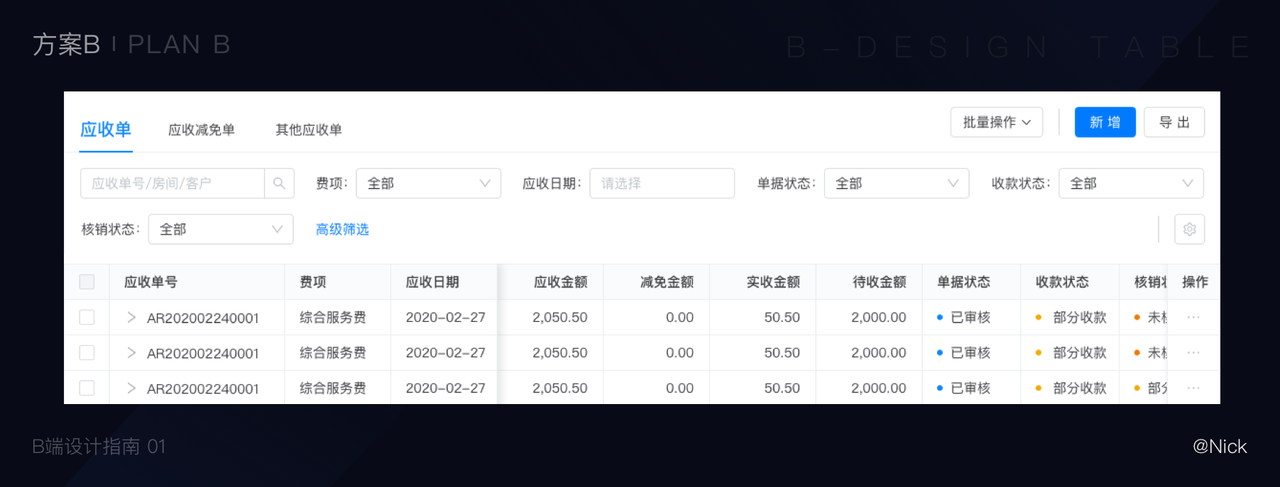 方案B | PLAN B
B-DESIGN TABLE
应收单 应收减免单 其他应收单 批量操作 新 增 导 出
应收单号/房间/客户 费项: 全部 应收日期: 请选择 单据状态: 全部 收款状态: 全部
核销状态: 全部 高级筛选
应收单号 费项 应收日期 应收金额 减免金额 实收金额 待收金额 单据状态 收款状态 核销 操作
AR202002240001 综合服务费 2020-02-27 2,050.50 0.00 50.50 2,000.00 已审核 部分收款 未 ···
AR202002240001 综合服务费 2020-02-27 2,050.50 0.00 50.50 2,000.00 已审核 部分收款 未 ···
AR202002240001 综合服务费 2020-02-27 2,050.50 0.00 50.50 2,000.00 已审核 部分收款 部 ···
B端设计指南 01
@Nick